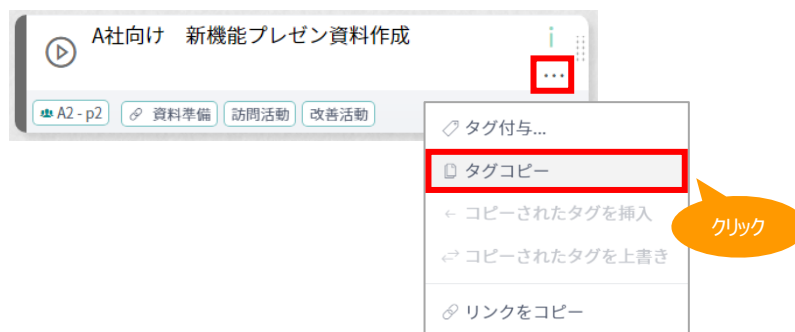 A社向け　新機能プレゼン資料作成
i
...
A2 - p2 資料準備 訪問活動 改善活動
タグ付与...
タグコピー
← コピーされたタグを挿入
クリック
コピーされたタグを上書き
リンクをコピー